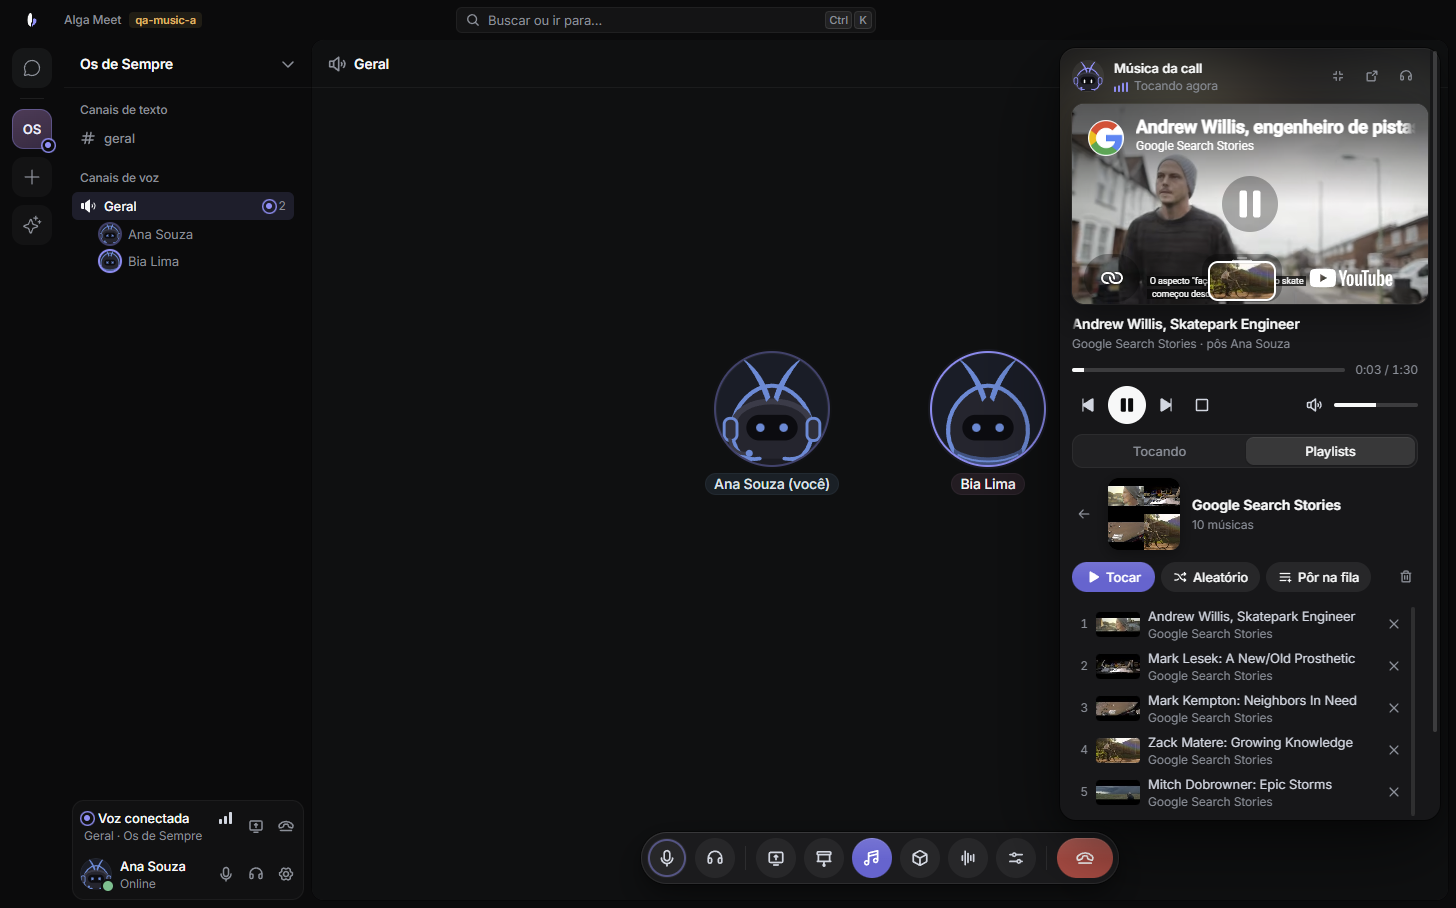 Alga Meet
qa-music-a
Buscar ou ir para...
Ctrl K
OS
Os de Sempre
Canais de texto
geral
Canais de voz
Geral
2
Ana Souza
Bia Lima
Geral
Ana Souza (você)
Bia Lima
Voz conectada
Geral · Os de Sempre
Ana Souza
Online
Música da call
Tocando agora
Andrew Willis, engenheiro de pistas
Google Search Stories
O aspecto
skate
começou
YouTube
Andrew Willis, Skatepark Engineer
Google Search Stories · pôs Ana Souza
0:03 / 1:30
Tocando
Playlists
Google Search Stories
10 músicas
Tocar
Aleatório
Pôr na fila
1
Andrew Willis, Skatepark Engineer
Google Search Stories
2
Mark Lesek: A New/Old Prosthetic
Google Search Stories
3
Mark Kempton: Neighbors In Need
Google Search Stories
4
Zack Matere: Growing Knowledge
Google Search Stories
5
Mitch Dobrowner: Epic Storms
Google Search Stories